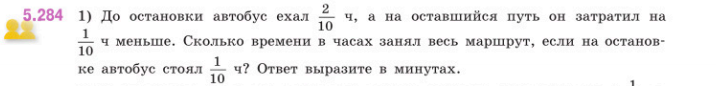 5.284 1) До остановки автобус ехал 2/10 ч, а на оставшийся путь он затратил на
1/10 ч меньше. Сколько времени в часах занял весь маршрут, если на останов-
ке автобус стоял 1/10 ч? Ответ выразите в минутах.